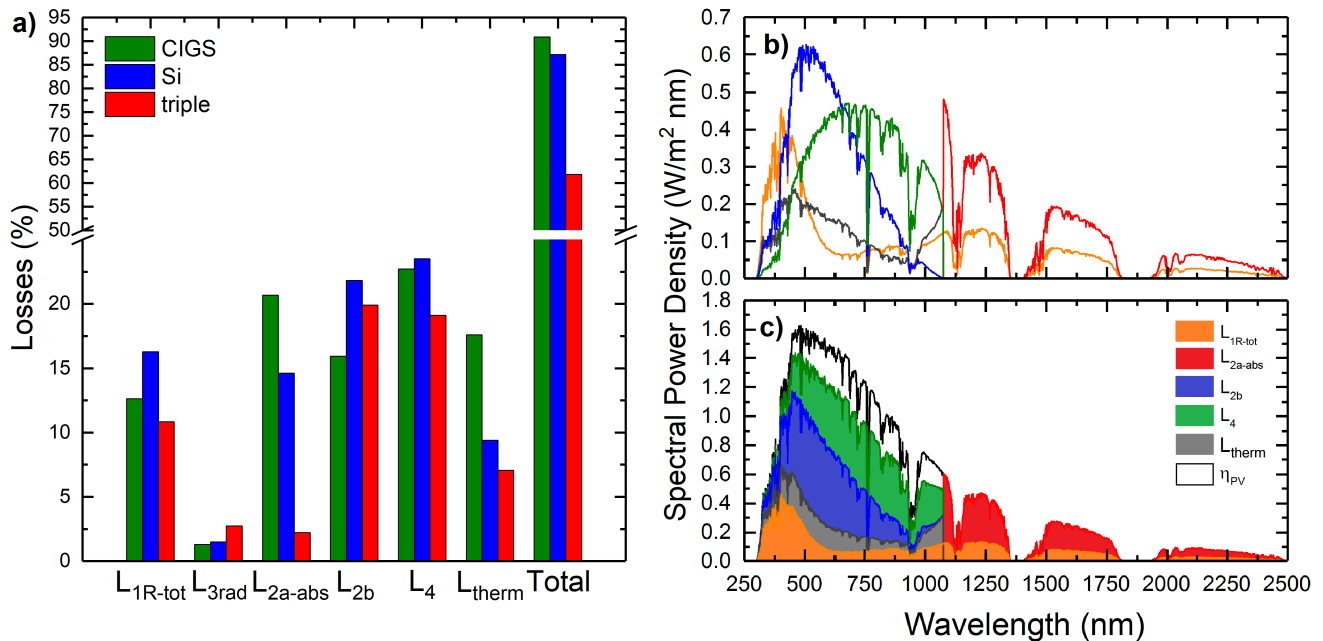 a)
CIGS
Si
triple
Losses (%)
95
90
85
80
75
70
65
60
55
50
20
15
10
5
0
L1R-tot L3rad L2a-abs L2b L4 Ltherm Total
b)
0.7
0.6
0.5
0.4
0.3
0.2
0.1
0.0
Spectral Power Density (W/m² nm)
c)
1.8
1.6
1.4
1.2
1.0
0.8
0.6
0.4
0.2
0.0
L1R-tot
L2a-abs
L2b
L4
Ltherm
ηPV
250 500 750 1000 1250 1500 1750 2000 2250 2500
Wavelength (nm)